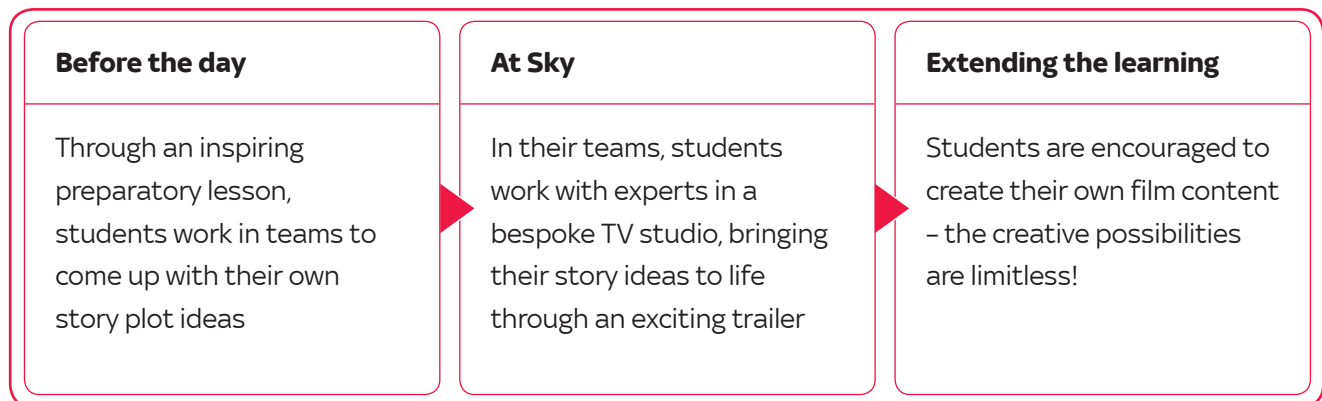 Before the day
Through an inspiring
preparatory lesson,
students work in teams to
come up with their own
story plot ideas
At Sky
In their teams, students
work with experts in a
bespoke TV studio, bringing
their story ideas to life
through an exciting trailer
Extending the learning
Students are encouraged to
create their own film content
– the creative possibilities
are limitless!